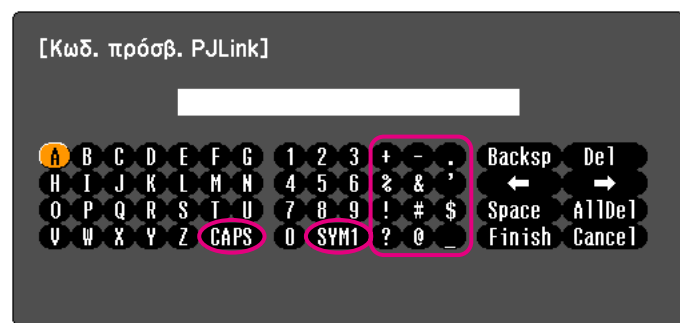 [Κωδ. πρόσβ. PJLink]
A B C D E F G 1 2 3 + - . Backsp Del
H I J K L M N 4 5 6 % & ’ ← →
O P Q R S T U 7 8 9 ! # $ Space AllDel
V W X Y Z CAPS 0 SYM1 ? @ _ Finish Cancel